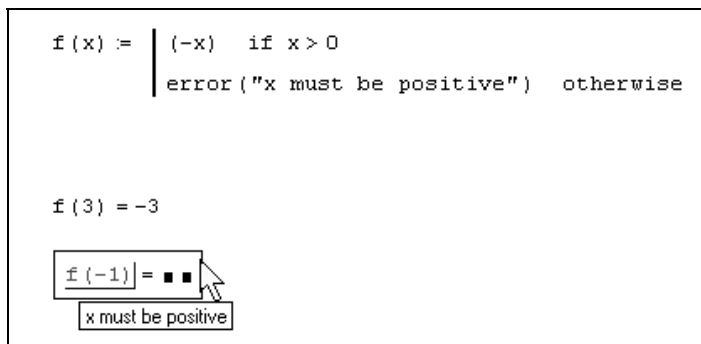 f(x) := (-x) if x > 0
error("x must be positive") otherwise
f(3) = -3
f(-1) = ▪ ▪
x must be positive